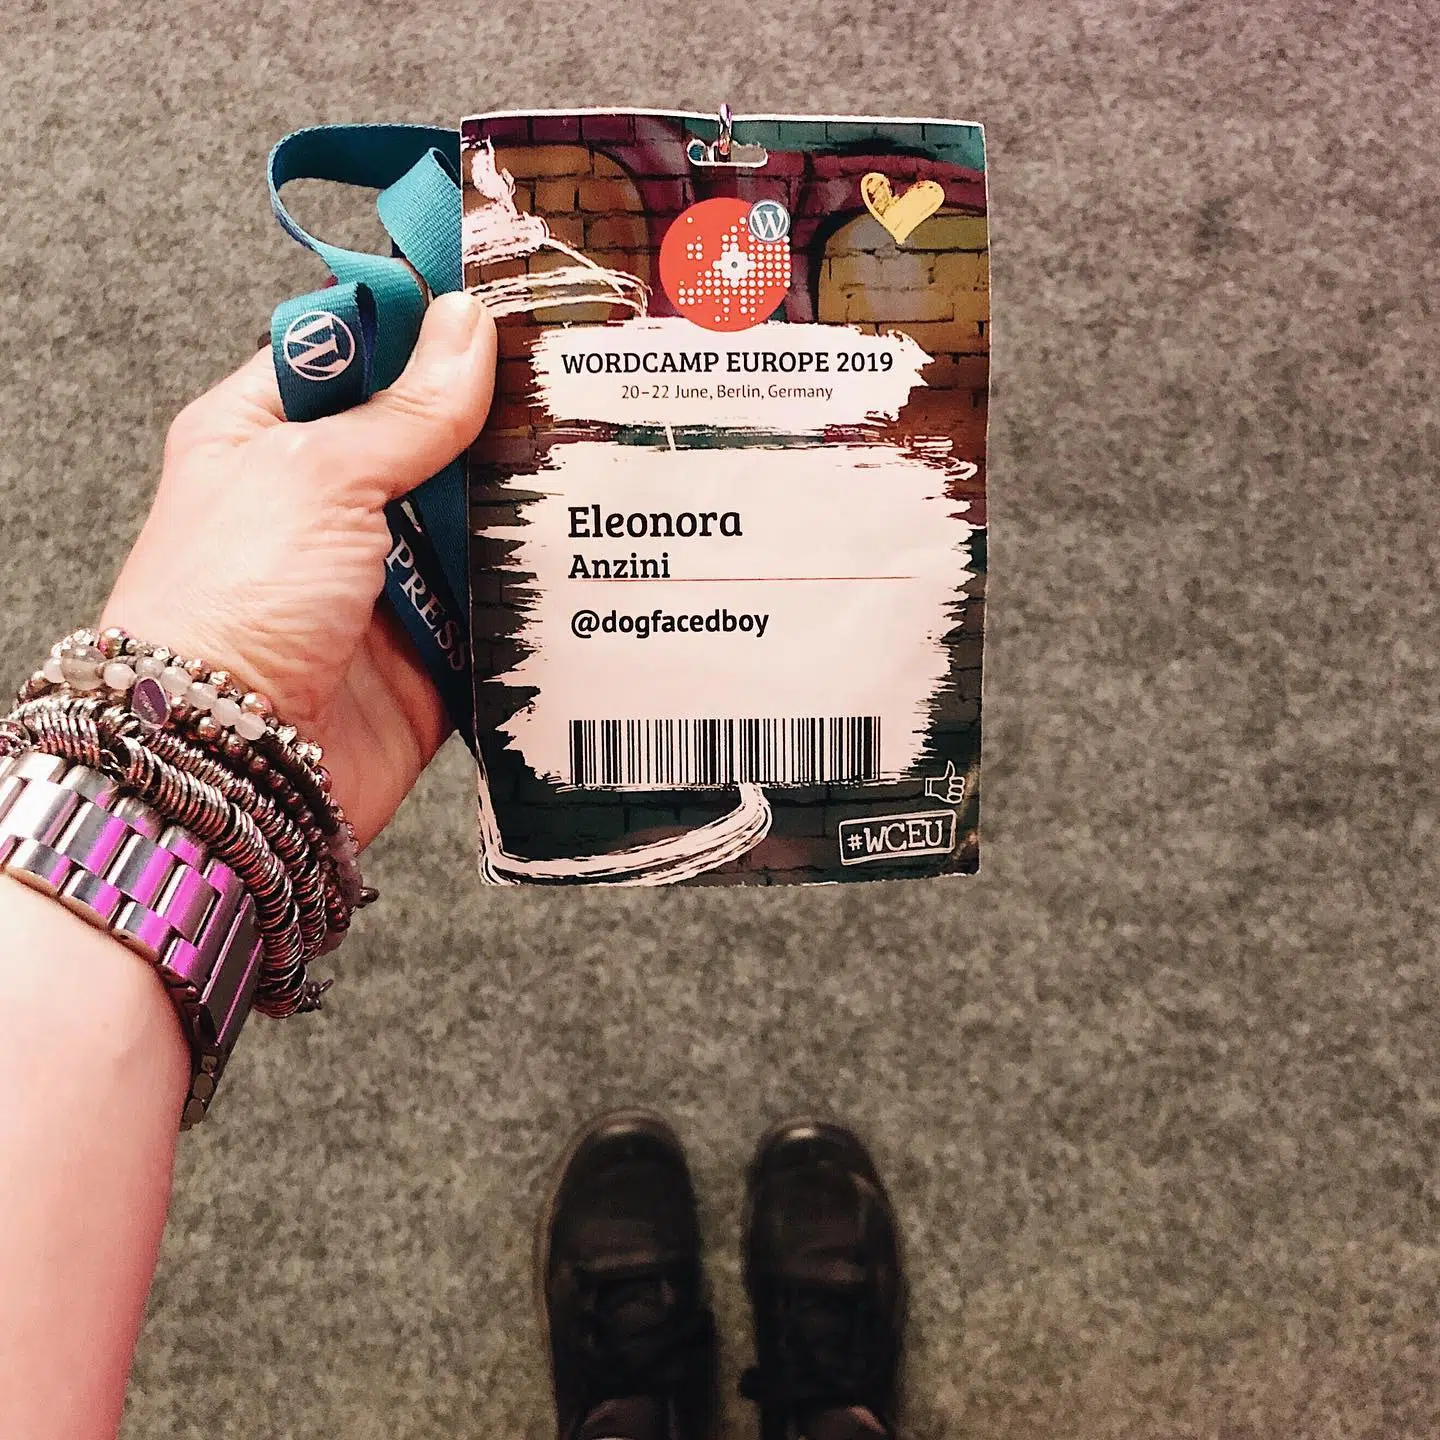 WORDCAMP EUROPE 2019
20–22 June, Berlin, Germany
Eleonora
Anzini
@dogfacedboy
#WCEU
W
W
PRESS